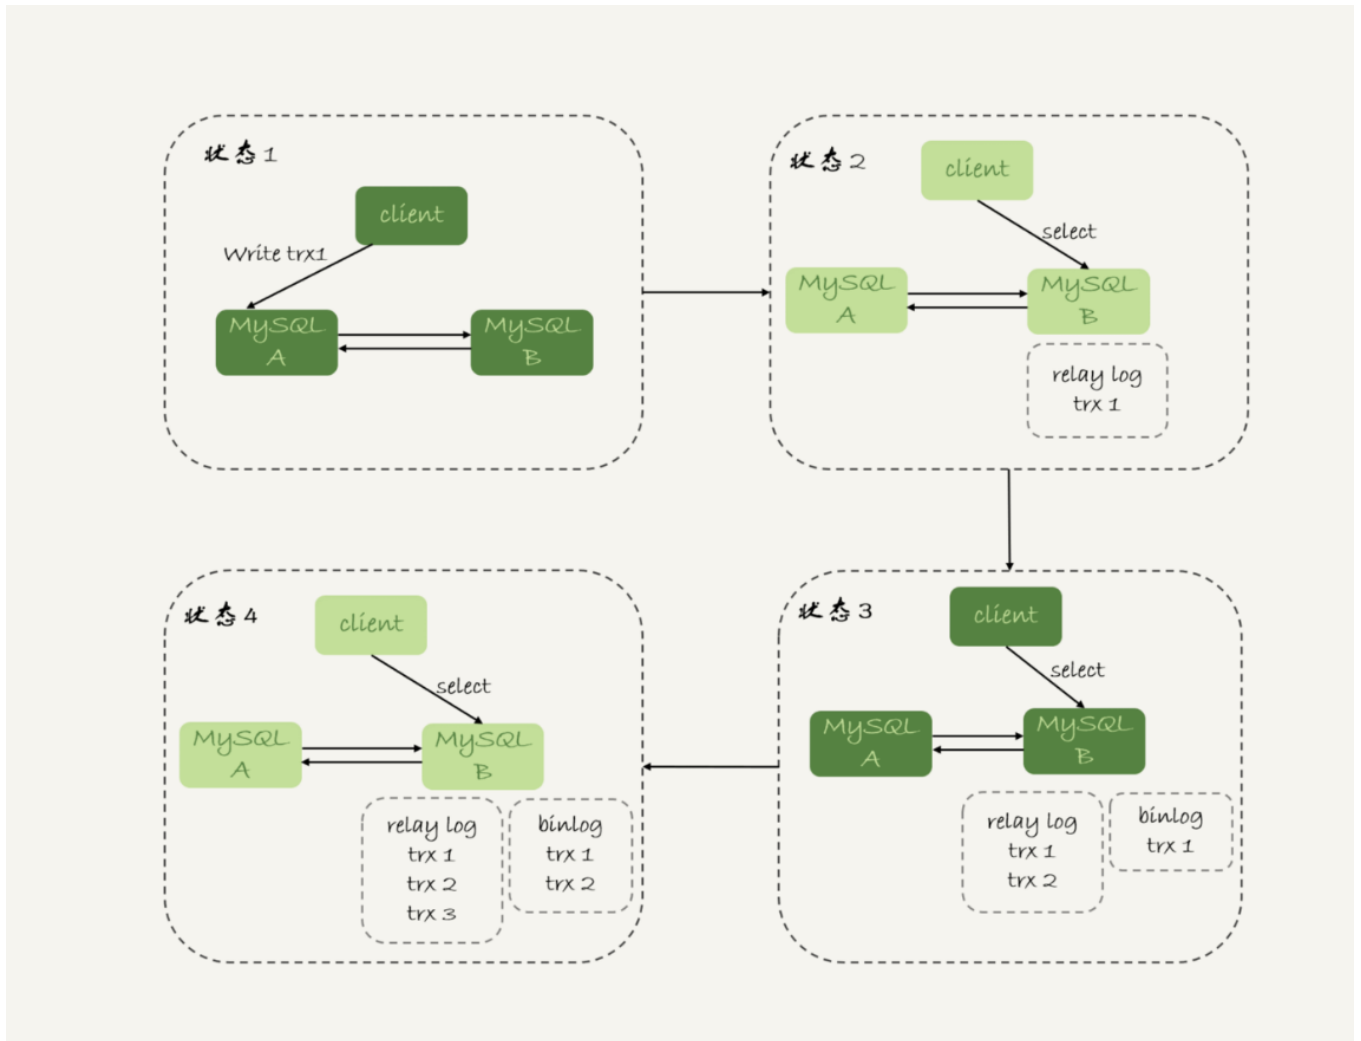 状态1
client
Write trx1
MySQL
A
MySQL
B
状态2
client
select
MySQL
A
MySQL
B
relay log
trx 1
状态3
client
select
MySQL
A
MySQL
B
relay log
trx 1
trx 2
binlog
trx 1
状态4
client
select
MySQL
A
MySQL
B
relay log
trx 1
trx 2
trx 3
binlog
trx 1
trx 2